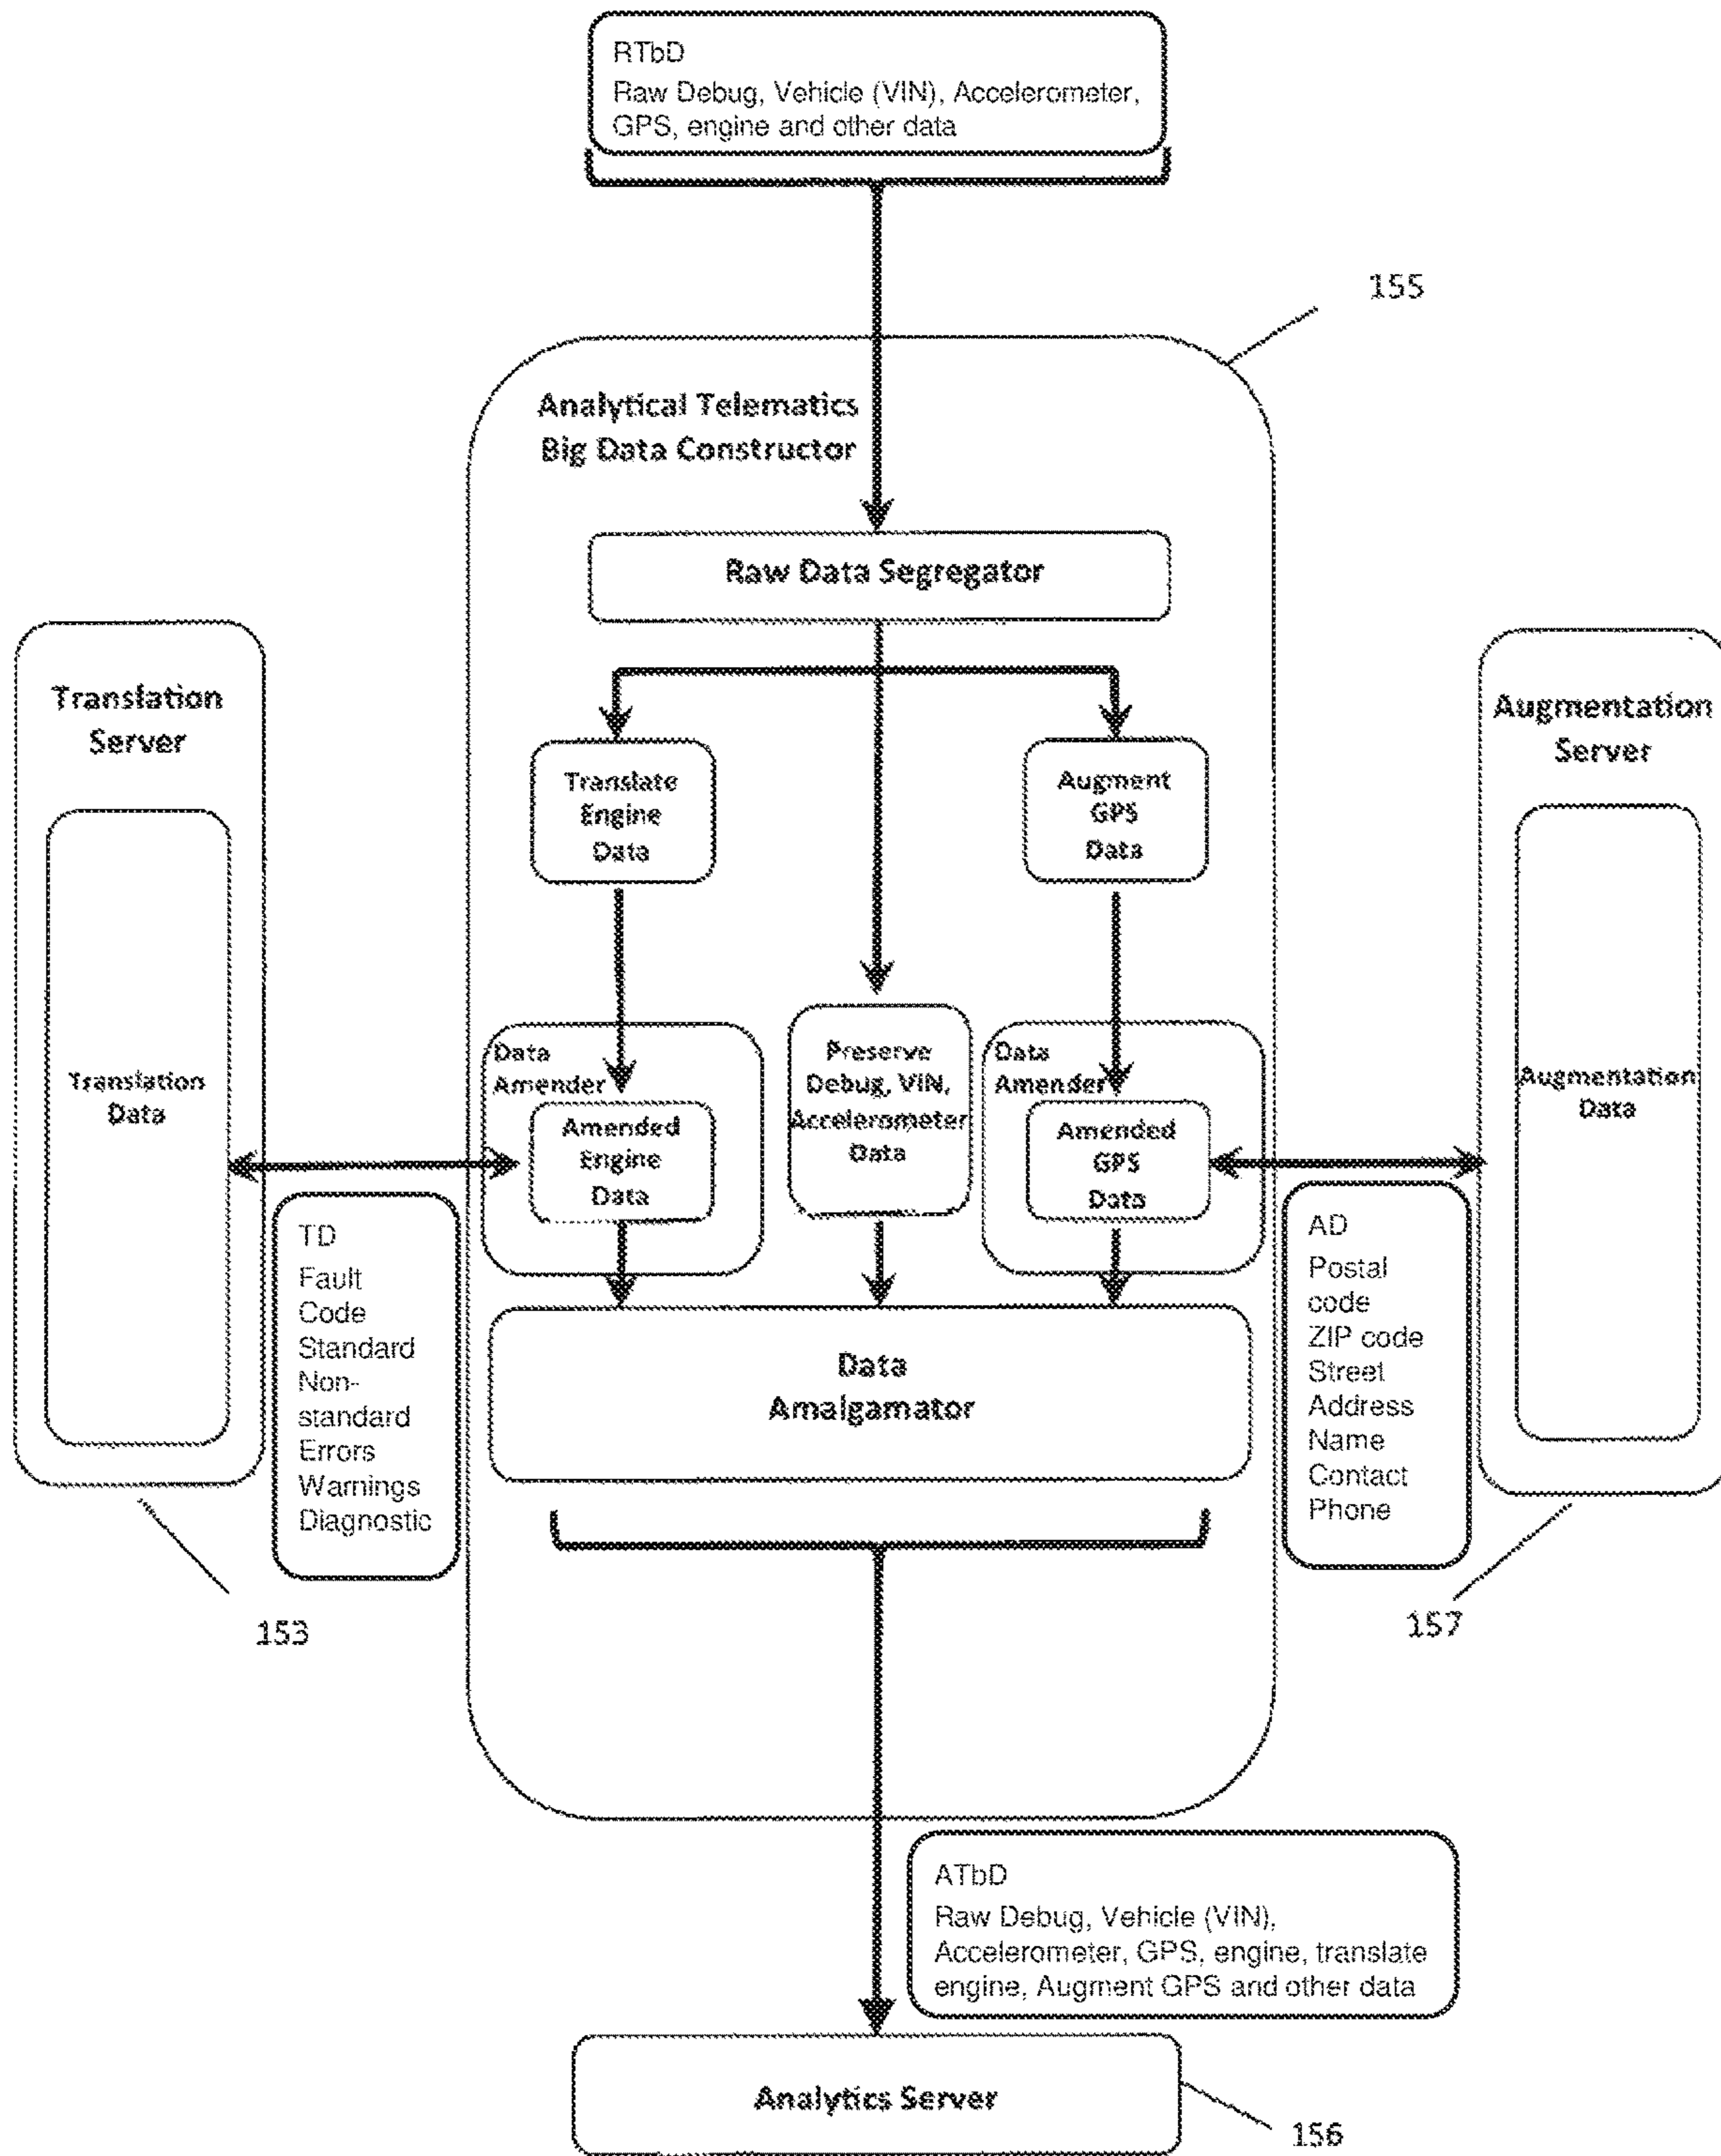 RTbD
Raw Debug, Vehicle (VIN), Accelerometer,
GPS, engine and other data
155
Analytical Telematics
Big Data Constructor
Raw Data Segregator
Translation
Server
Augmentation
Server
Translate
Engine
Data
Augment
GPS
Data
Translation
Data
Data
Amender
Amended
Engine
Data
Preserve
Debug, VIN,
Accelerometer
Data
Data
Amender
Amended
GPS
Data
Augmentation
Data
TD
Fault
Code
Standard
Non-
standard
Errors
Warnings
Diagnostic
AD
Postal
code
ZIP code
Street
Address
Name
Contact
Phone
Data
Amalgamator
153
157
ATbD
Raw Debug, Vehicle (VIN),
Accelerometer, GPS, engine, translate
engine, Augment GPS and other data
Analytics Server
156